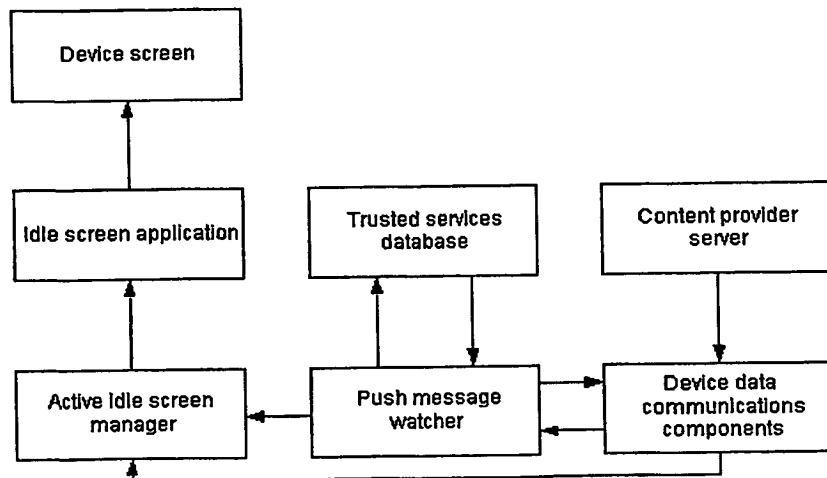 Device screen
Idle screen application
Trusted services
database
Content provider
server
Active idle screen
manager
Push message
watcher
Device data
communications
components